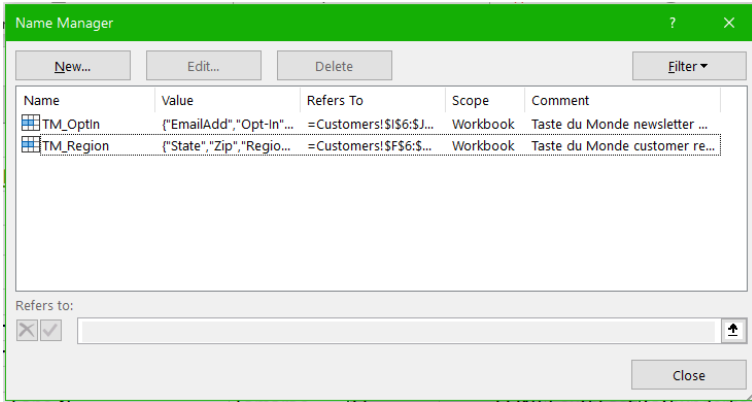 Name Manager ? ×
New... Edit... Delete Filter
Name Value Refers To Scope Comment
TM_OptIn {"EmailAdd","Opt-In"... =Customers!$I$6:$J... Workbook Taste du Monde newsletter ...
TM_Region {"State","Zip","Regio... =Customers!$F$6:$... Workbook Taste du Monde customer re...
Refers to:
Close